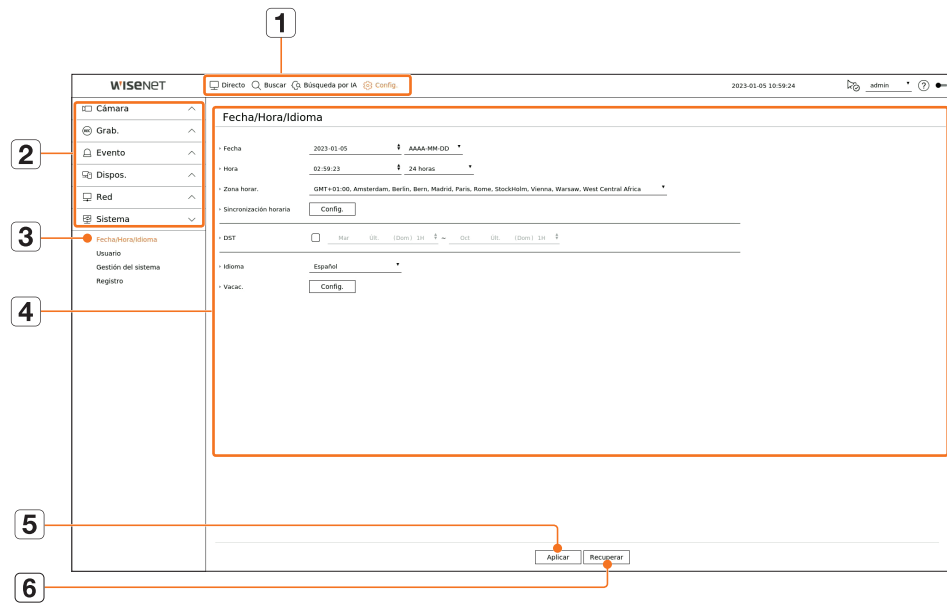 1
WISENET
Directo Buscar Búsqueda por IA Config. 2023-01-05 10:59:24 admin ?
2
Cámara
Grab.
Evento
Dispos.
Red
Sistema
3
Fecha/Hora/Idioma
Usuario
Gestión del sistema
Registro
Fecha/Hora/Idioma
Fecha 2023-01-05 AAAA-MM-DD
Hora 02:59:23 24 horas
Zona horar. GMT+01:00, Amsterdam, Berlin, Bern, Madrid, Paris, Rome, StockHolm, Vienna, Warsaw, West Central Africa
Sincronización horaria Config.
DST Mar Últ. (Dom) 1H – Oct Últ. (Dom) 1H
Idioma Español
Vacac. Config.
4
5
Aplicar Recuperar
6